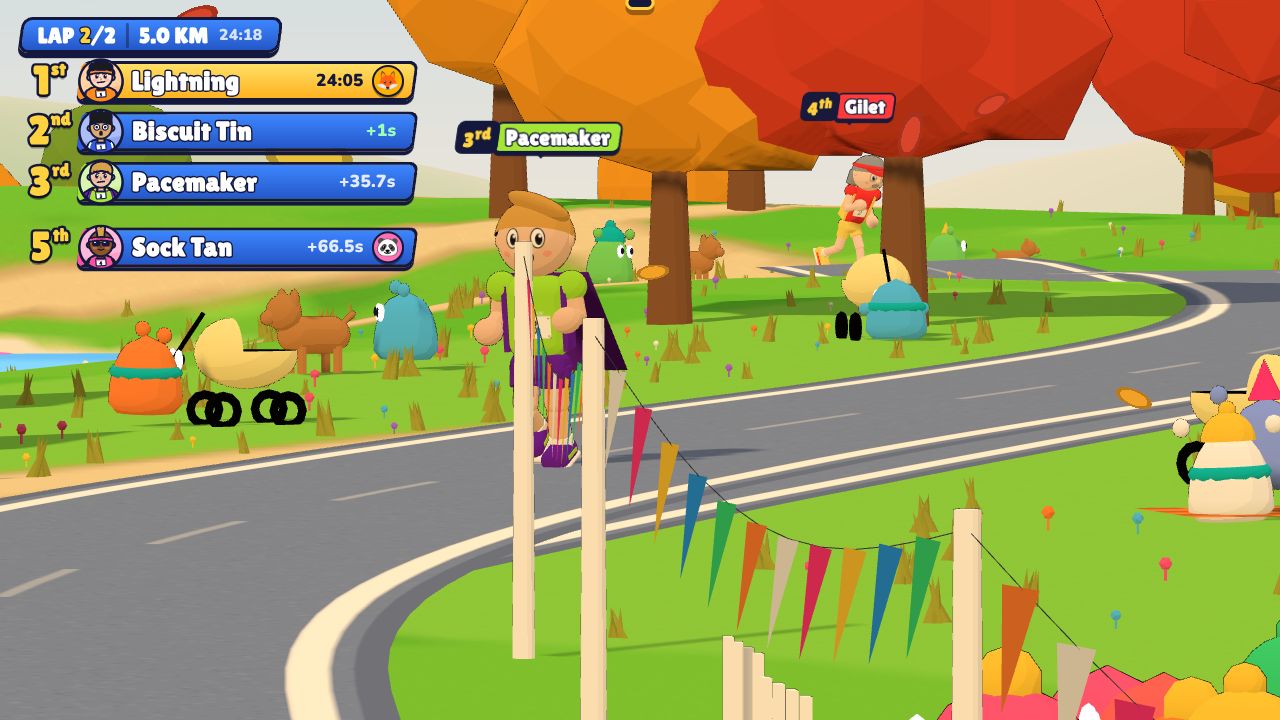 LAP 2/2 5.0 KM 24:18
1st Lightning 24:05
2nd Biscuit Tin +1s
3rd Pacemaker +35.7s
5th Sock Tan +66.5s
3rd Pacemaker
4th Gilet